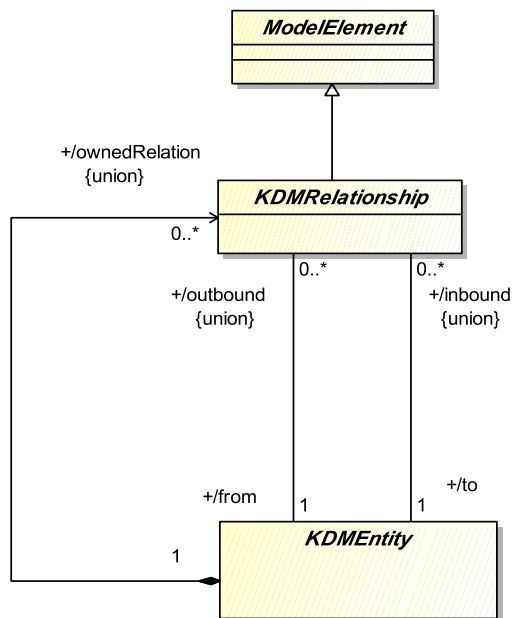 ModelElement
+/ownedRelation
{union}
KDMRelationship
0..*
0..*
0..*
+/outbound
{union}
+/inbound
{union}
+/from
1
1
+/to
KDMEntity
1